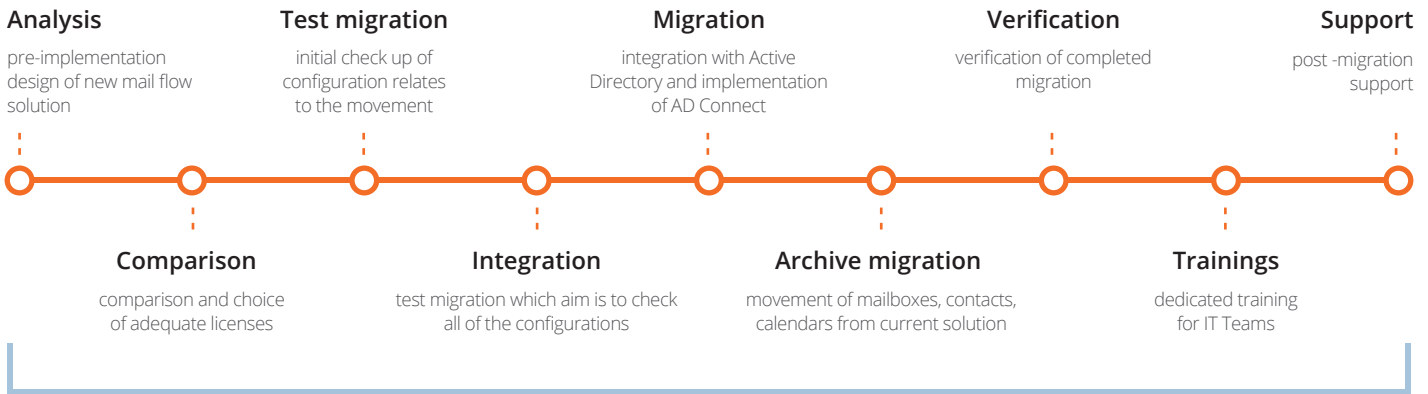 Analysis
pre-implementation
design of new mail flow
solution
Test migration
initial check up of
configuration relates
to the movement
Migration
integration with Active
Directory and implementation
of AD Connect
Verification
verification of completed
migration
Support
post -migration
support
Comparison
comparison and choice
of adequate licenses
Integration
test migration which aim is to check
all of the configurations
Archive migration
movement of mailboxes, contacts,
calendars from current solution
Trainings
dedicated training
for IT Teams